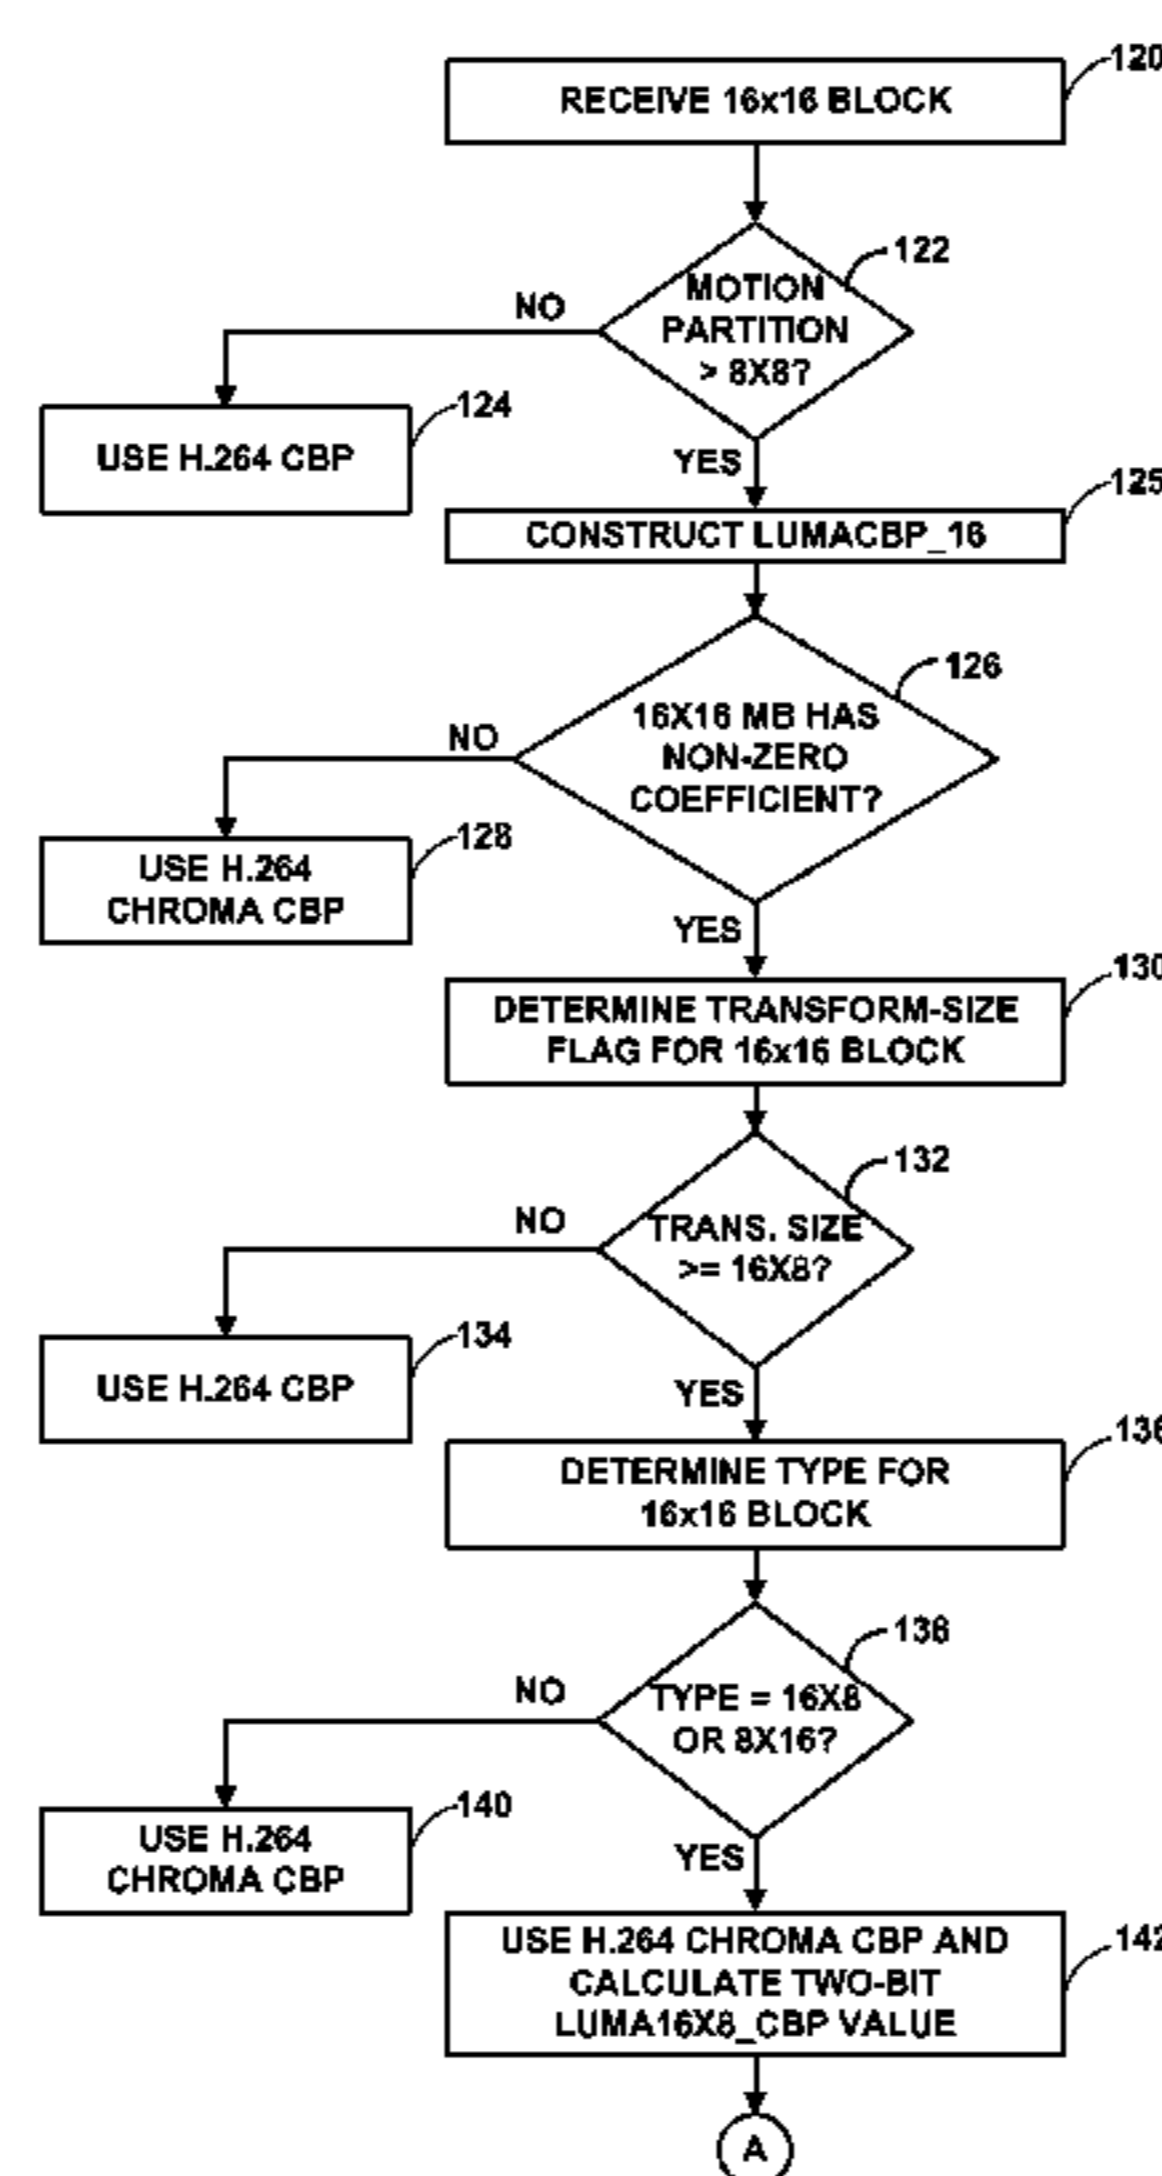 120
RECEIVE 16x16 BLOCK
122
MOTION
PARTITION
> 8X8?
NO
124
USE H.264 CBP
YES
125
CONSTRUCT LUMACBP_16
126
16X16 MB HAS
NON-ZERO
COEFFICIENT?
NO
128
USE H.264
CHROMA CBP
YES
130
DETERMINE TRANSFORM-SIZE
FLAG FOR 16x16 BLOCK
132
TRANS. SIZE
>= 16X8?
NO
134
USE H.264 CBP
YES
136
DETERMINE TYPE FOR
16x16 BLOCK
138
TYPE = 16X8
OR 8X16?
NO
140
USE H.264
CHROMA CBP
YES
142
USE H.264 CHROMA CBP AND
CALCULATE TWO-BIT
LUMA16X8_CBP VALUE
A